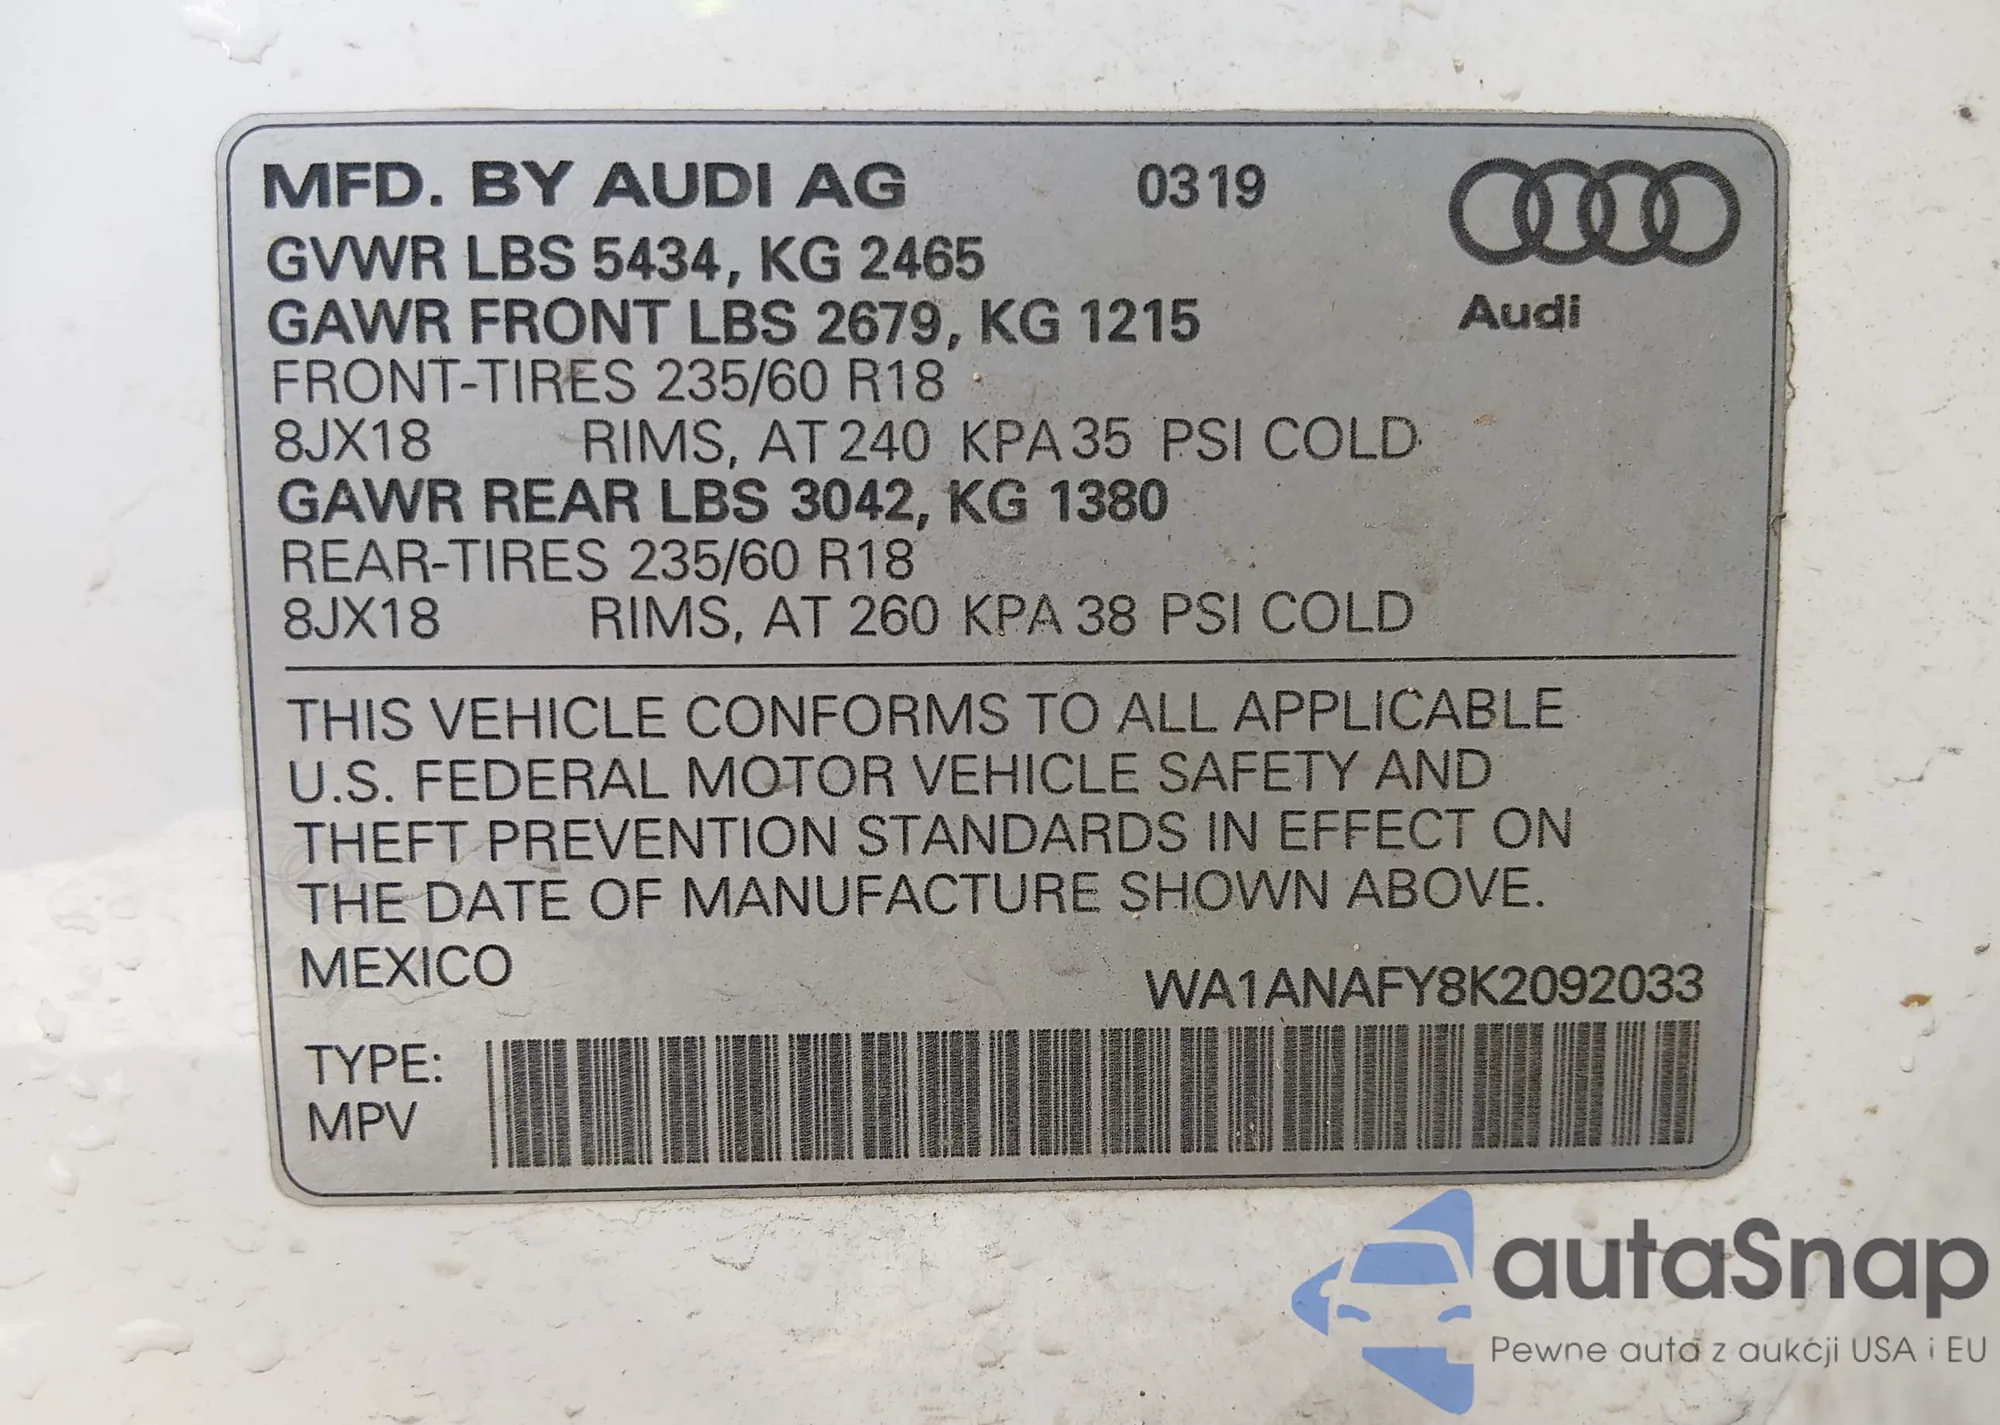 MFD. BY AUDI AG 0319
GVWR LBS 5434, KG 2465
GAWR FRONT LBS 2679, KG 1215
Audi
FRONT-TIRES 235/60 R18
8JX18 RIMS, AT 240 KPA 35 PSI COLD
GAWR REAR LBS 3042, KG 1380
REAR-TIRES 235/60 R18
8JX18 RIMS, AT 260 KPA 38 PSI COLD
THIS VEHICLE CONFORMS TO ALL APPLICABLE
U.S. FEDERAL MOTOR VEHICLE SAFETY AND
THEFT PREVENTION STANDARDS IN EFFECT ON
THE DATE OF MANUFACTURE SHOWN ABOVE.
MEXICO
WA1ANAFY8K2092033
TYPE:
MPV
autaSnap
Pewne auta z aukcji USA i EU